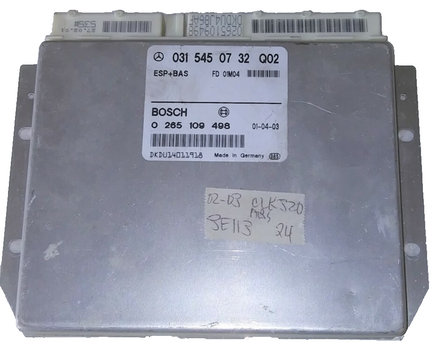 031 545 07 32 Q02
ESP+BAS FD 01M04
BOSCH
0 265 109 498 01-04-03
DKDU14011918 Made in Germany
02-03 CLK320
SE113 24